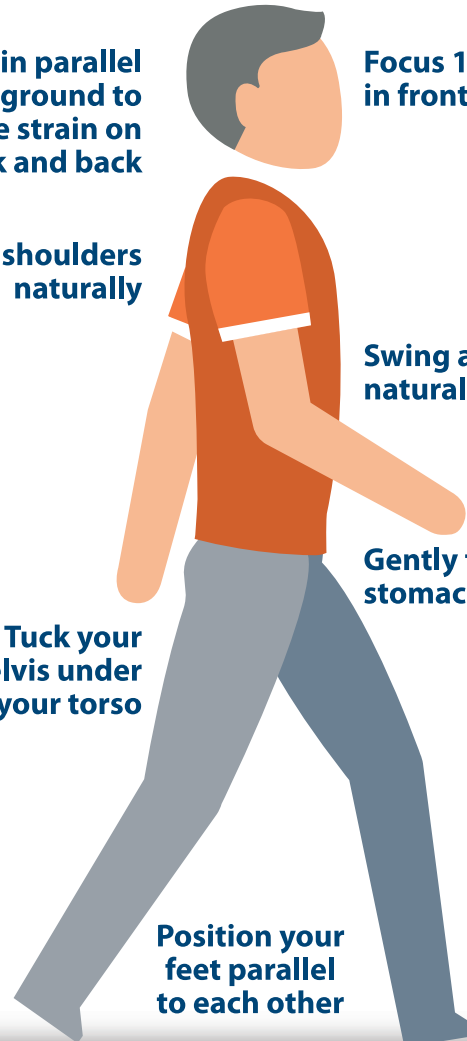 in parallel
ground to
e strain on
k and back
Focus 1
in front
shoulders
naturally
Swing a
natural
Gently
stomac
Tuck your
elvis under
your torso
Position your
feet parallel
to each other